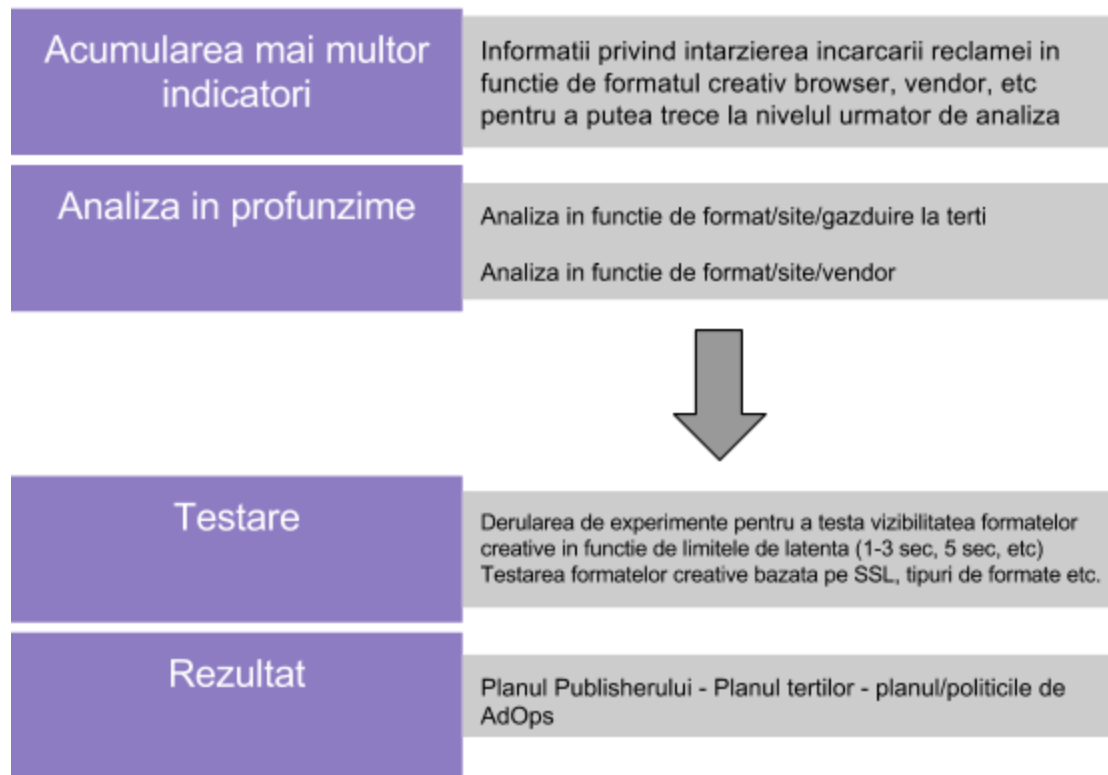 Acumularea mai multor
indicatori
Informatii privind intarzierea incarcarii reclamei in
functie de formatul creativ browser, vendor, etc
pentru a putea trece la nivelul urmator de analiza
Analiza in profunzime
Analiza in functie de format/site/gazduire la terti
Analiza in functie de format/site/vendor
Testare
Derularea de experimente pentru a testa vizibilitatea formatelor
creative in functie de limitele de latenta (1-3 sec, 5 sec, etc)
Testarea formatelor creative bazata pe SSL, tipuri de formate etc.
Rezultat
Planul Publisherului - Planul tertilor - planul/politicile de
AdOps